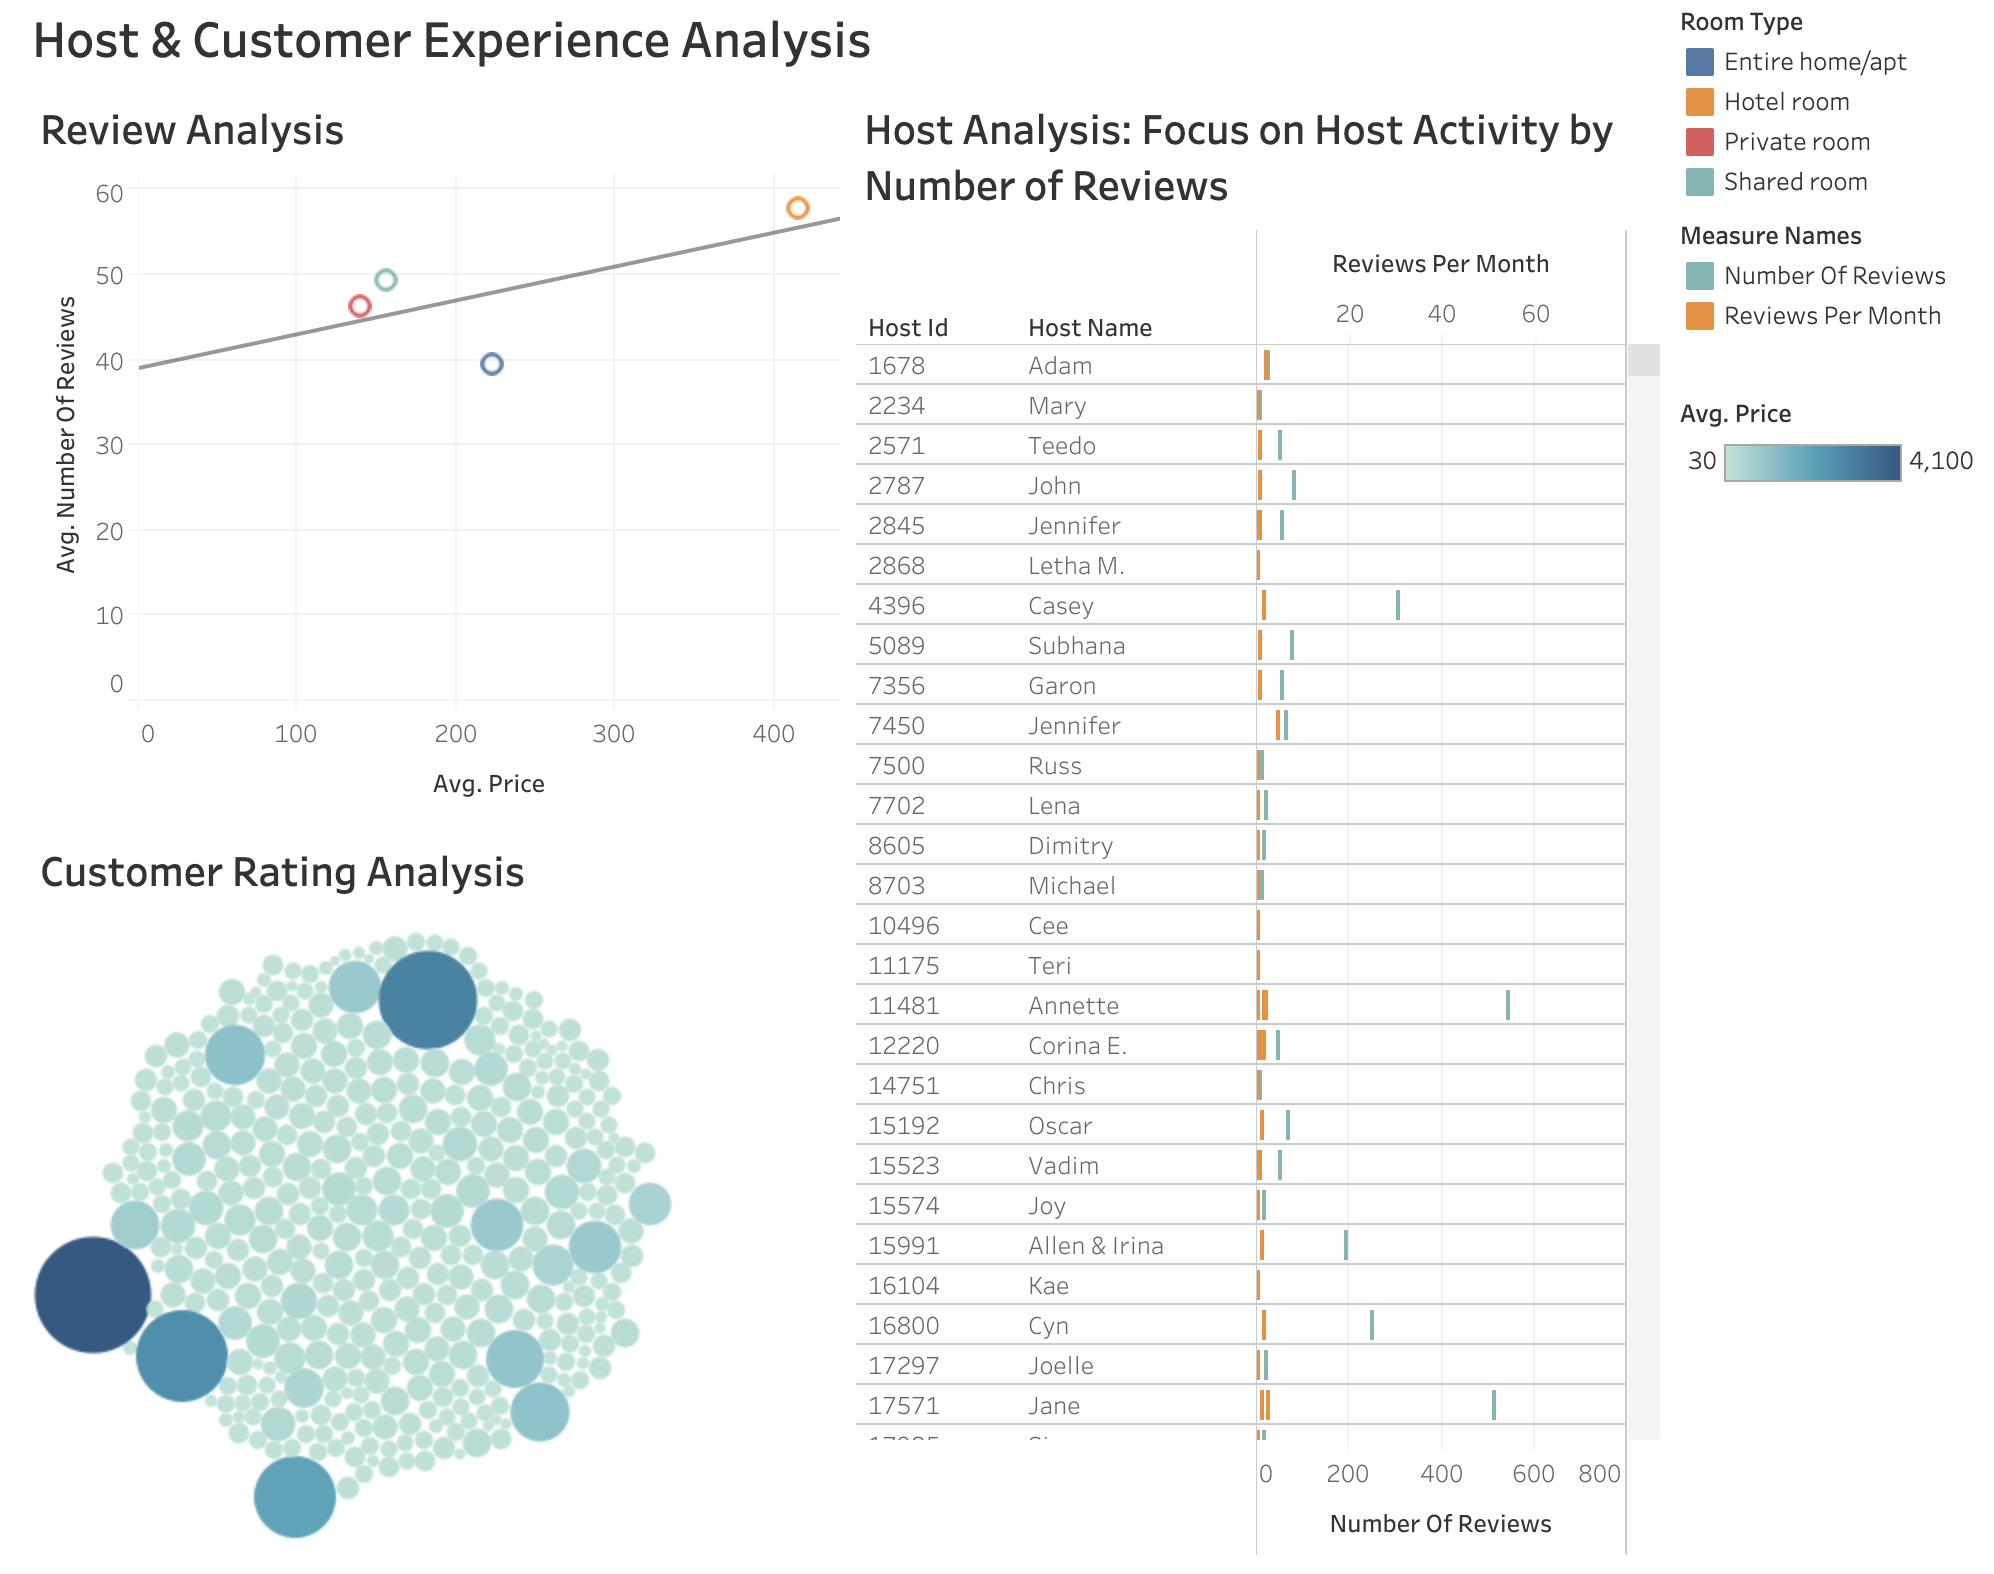 Host & Customer Experience Analysis
Review Analysis
60
50
40
30
20
10
0
Avg. Number Of Reviews
0 100 200 300 400
Avg. Price
Customer Rating Analysis
Host Analysis: Focus on Host Activity by
Number of Reviews
Reviews Per Month
20 40 60
Host Id Host Name
1678 Adam
2234 Mary
2571 Teedo
2787 John
2845 Jennifer
2868 Letha M.
4396 Casey
5089 Subhana
7356 Garon
7450 Jennifer
7500 Russ
7702 Lena
8605 Dimitry
8703 Michael
10496 Cee
11175 Teri
11481 Annette
12220 Corina E.
14751 Chris
15192 Oscar
15523 Vadim
15574 Joy
15991 Allen & Irina
16104 Kae
16800 Cyn
17297 Joelle
17571 Jane
0 200 400 600 800
Number Of Reviews
Room Type
Entire home/apt
Hotel room
Private room
Shared room
Measure Names
Number Of Reviews
Reviews Per Month
Avg. Price
30 4,100